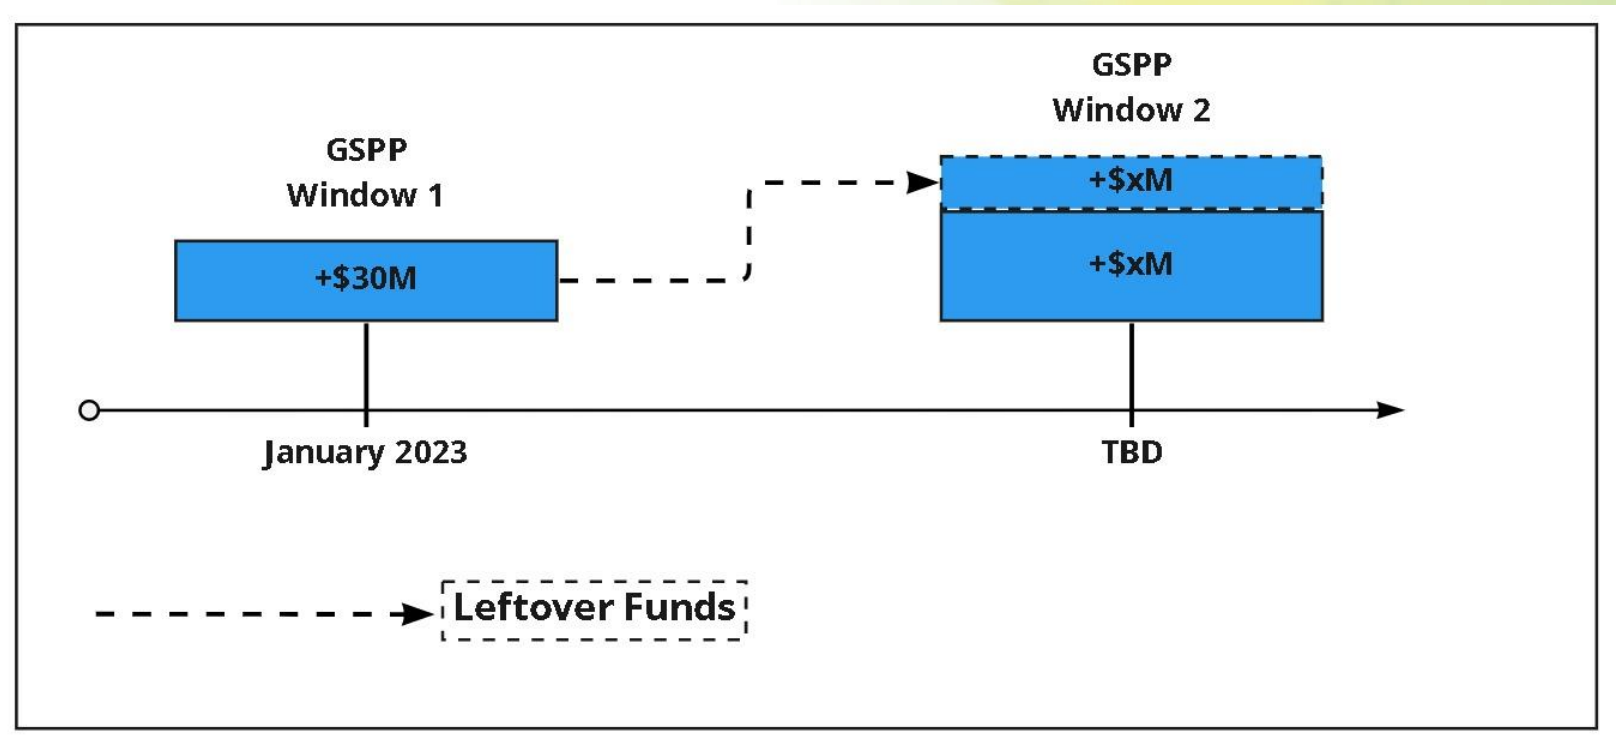 GSPP
Window 1
+$30M
January 2023
GSPP
Window 2
+$xM
+$xM
TBD
Leftover Funds